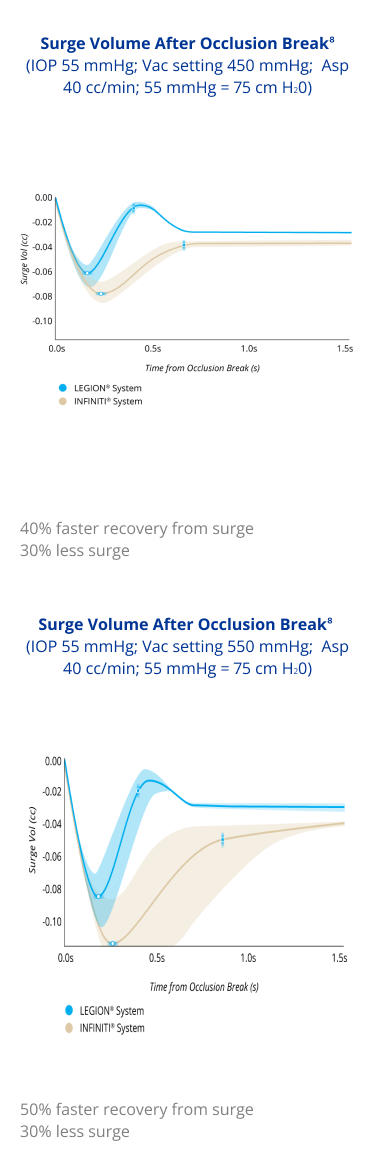 Surge Volume After Occlusion Break⁸
(IOP 55 mmHg; Vac setting 450 mmHg; Asp
40 cc/min; 55 mmHg = 75 cm H₂0)
0.00
-0.02
-0.04
-0.06
-0.08
-0.10
Surge Vol (cc)
0.0s 0.5s 1.0s 1.5s
Time from Occlusion Break (s)
LEGION® System
INFINITI® System
40% faster recovery from surge
30% less surge
Surge Volume After Occlusion Break⁸
(IOP 55 mmHg; Vac setting 550 mmHg; Asp
40 cc/min; 55 mmHg = 75 cm H₂0)
0.00
-0.02
-0.04
-0.06
-0.08
-0.10
Surge Vol (cc)
0.0s 0.5s 1.0s 1.5s
Time from Occlusion Break (s)
LEGION® System
INFINITI® System
50% faster recovery from surge
30% less surge